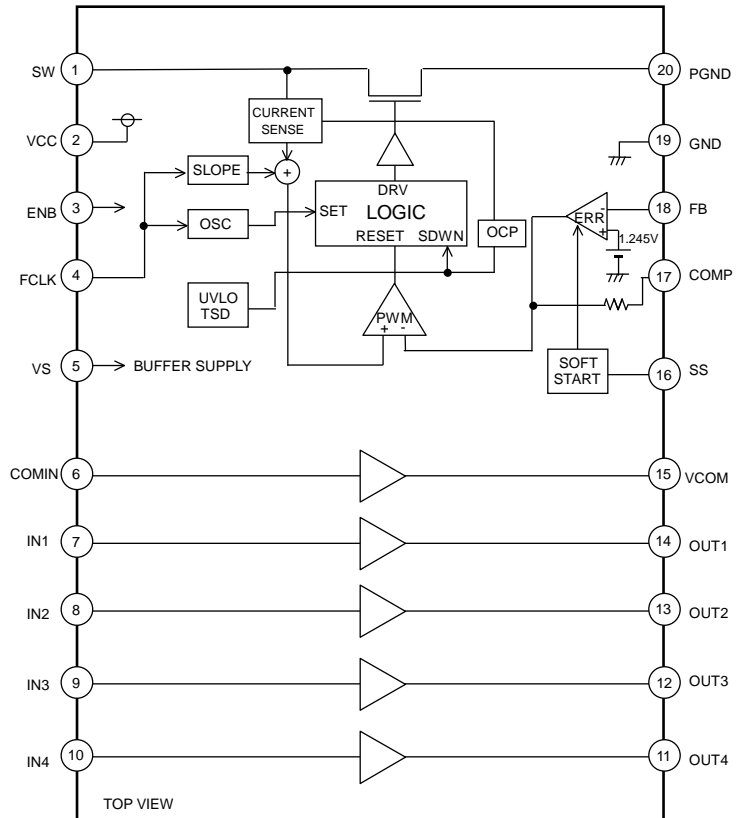 SW 1
20 PGND
CURRENT
SENSE
VCC 2
19 GND
SLOPE
+
DRV
ENB 3
SET LOGIC
ERR - 18 FB
+
OSC
OCP
1.245V
RESET SDWN
FCLK 4
17 COMP
UVLO
TSD
PWM
+ -
VS 5 BUFFER SUPPLY
SOFT
START
16 SS
COMIN 6
15 VCOM
IN1 7
14 OUT1
IN2 8
13 OUT2
IN3 9
12 OUT3
IN4 10
11 OUT4
TOP VIEW